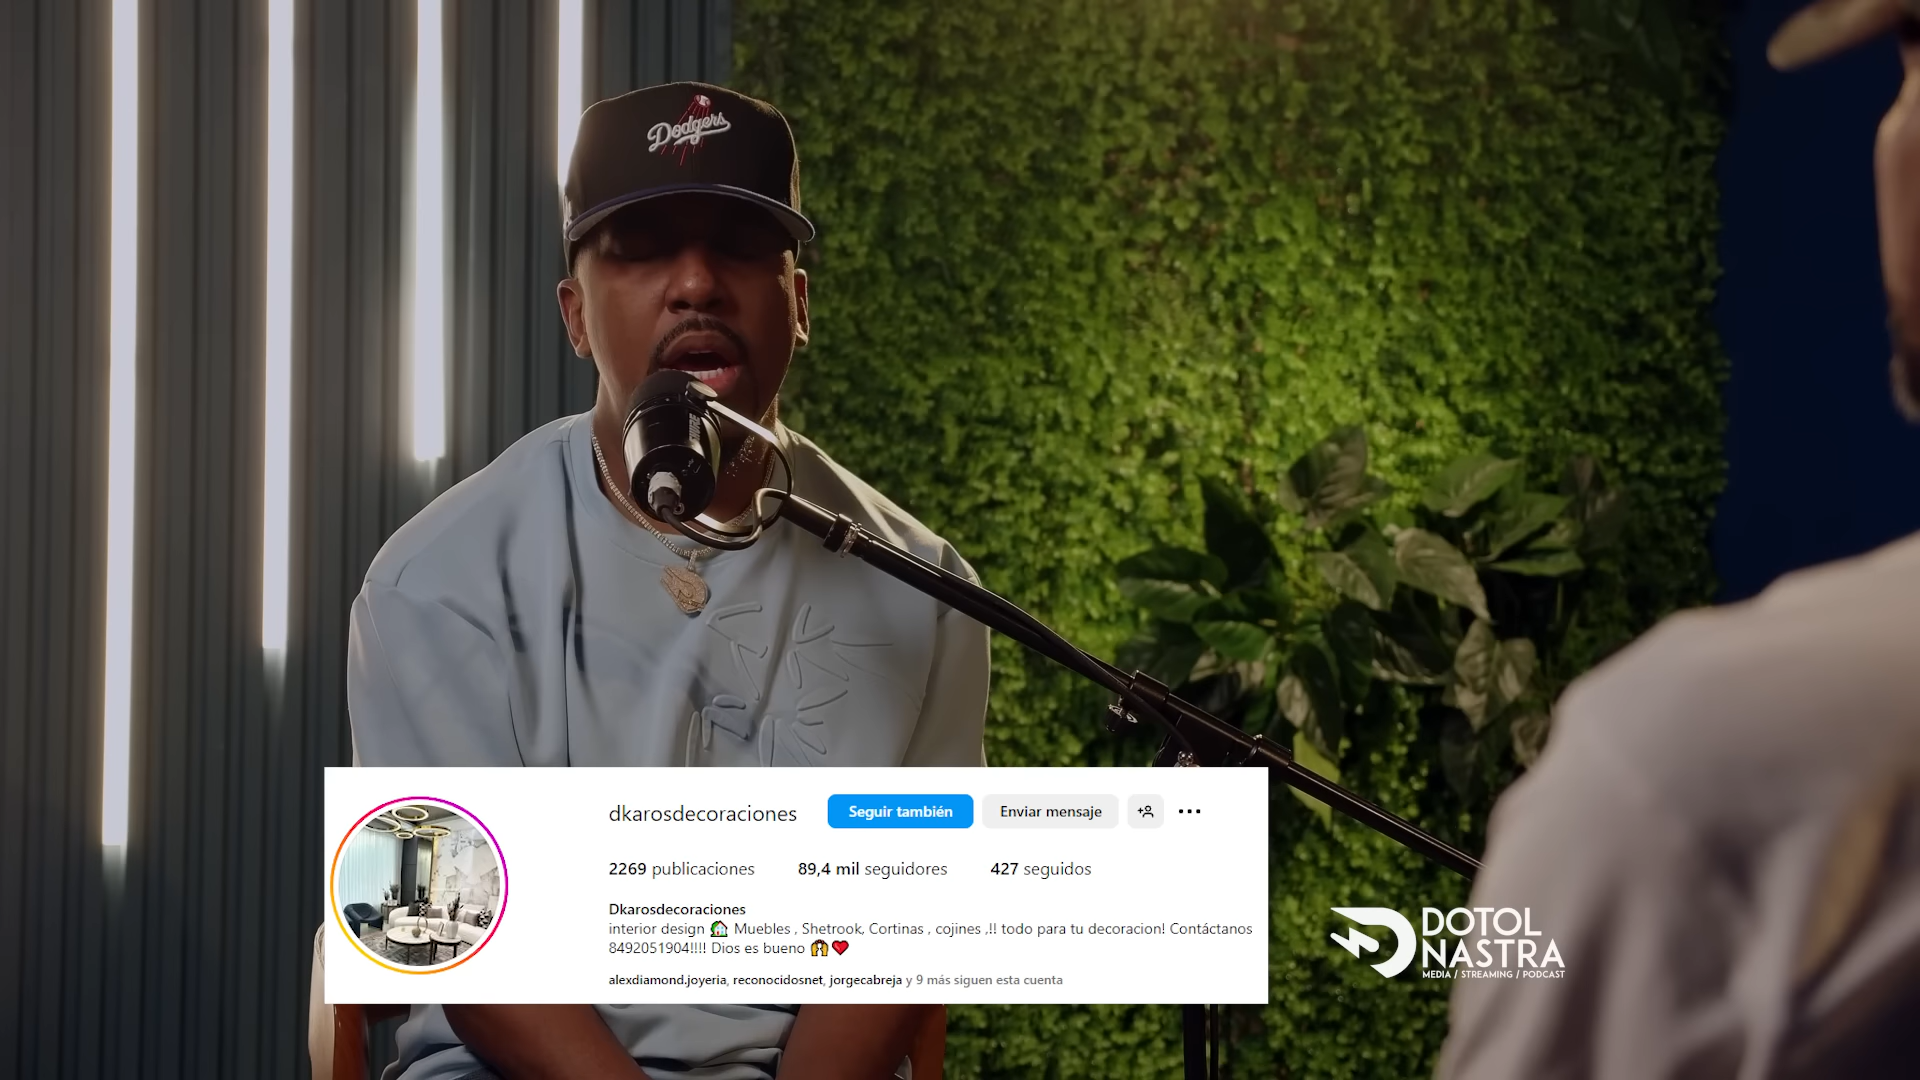 Dodgers
SHURE
dkarosdecoraciones
Seguir también
Enviar mensaje
2269 publicaciones
89,4 mil seguidores
427 seguidos
Dkarosdecoraciones
interior design 🏡 Muebles , Shetrook, Cortinas , cojines ,!! todo para tu decoracion! Contáctanos
8492051904!!!! Dios es bueno 🙌❤️
alexdiamond.joyeria, reconocidosnet, jorgecabreja y 9 más siguen esta cuenta
DOTOL
NASTRA
MEDIA / STREAMING / PODCAST